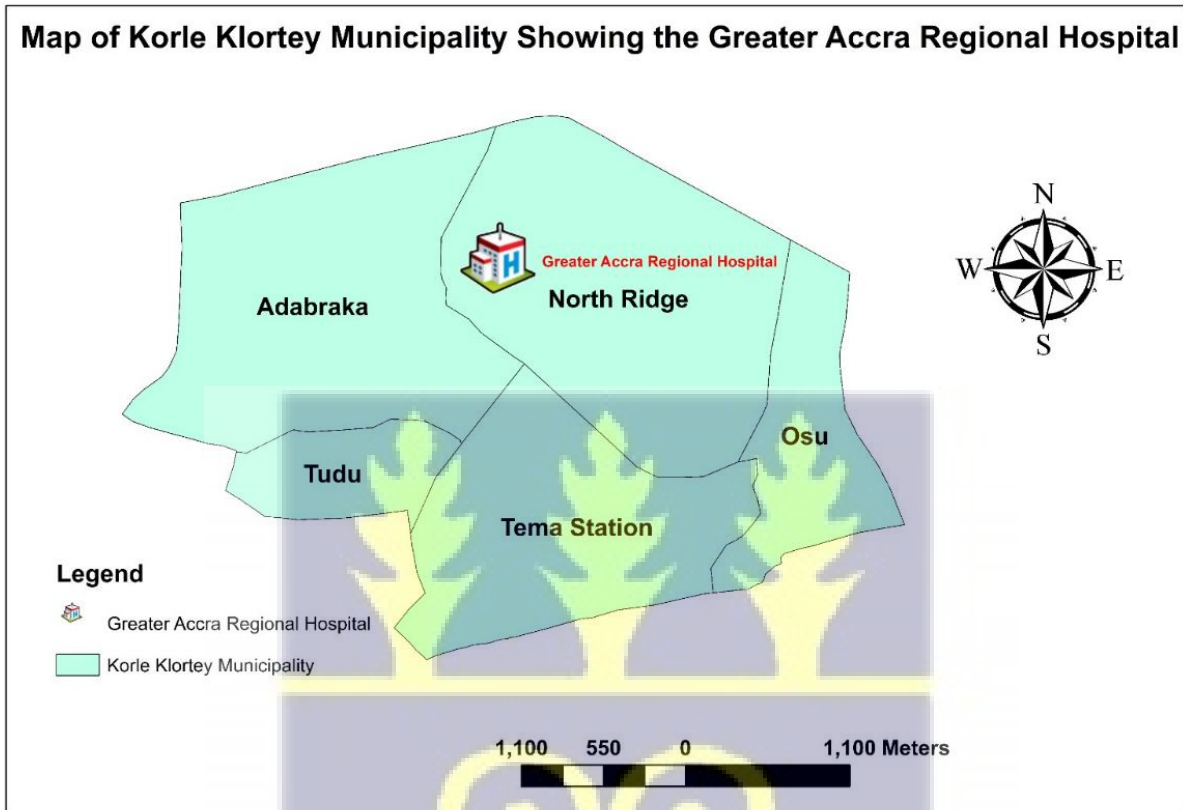 Map of Korle Klortey Municipality Showing the Greater Accra Regional Hospital
N
W E
S
H
Greater Accra Regional Hospital
North Ridge
Adabraka
Osu
Tudu
Tema Station
Legend
H
Greater Accra Regional Hospital
Korle Klortey Municipality
1,100 550 0 1,100 Meters